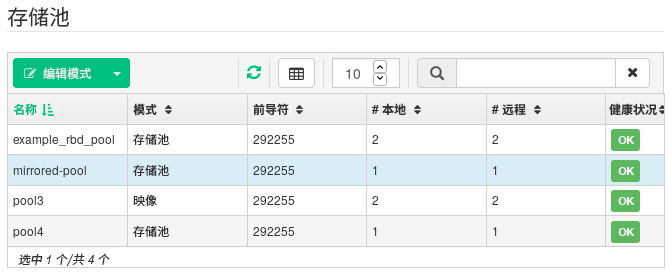 存储池
编辑模式 10
名称 模式 前导符 # 本地 # 远程 健康状况
example_rbd_pool 存储池 292255 2 2 OK
mirrored-pool 存储池 292255 1 1 OK
pool3 映像 292255 2 2 OK
pool4 存储池 292255 1 1 OK
选中 1 个/共 4 个